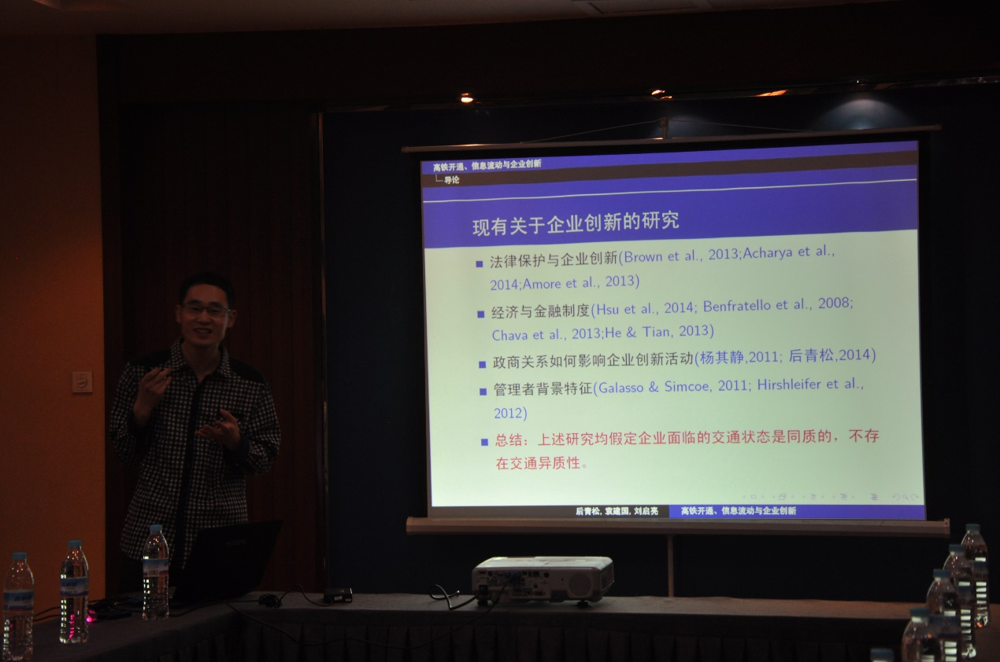 高铁开通、信息流动与企业创新
导论
现有关于企业创新的研究
法律保护与企业创新(Brown et al., 2013;Acharya et al.,
2014;Amore et al., 2013)
经济与金融制度(Hsu et al., 2014; Benfratello et al., 2008;
Chava et al., 2013;He & Tian, 2013)
政商关系如何影响企业创新活动(杨其静,2011; 后青松,2014)
管理者背景特征(Galasso & Simcoe, 2011; Hirshleifer et al.,
2012)
总结：上述研究均假定企业面临的交通状态是同质的，不存
在交通异质性。
后青松, 袁建国, 刘启亮 高铁开通、信息流动与企业创新